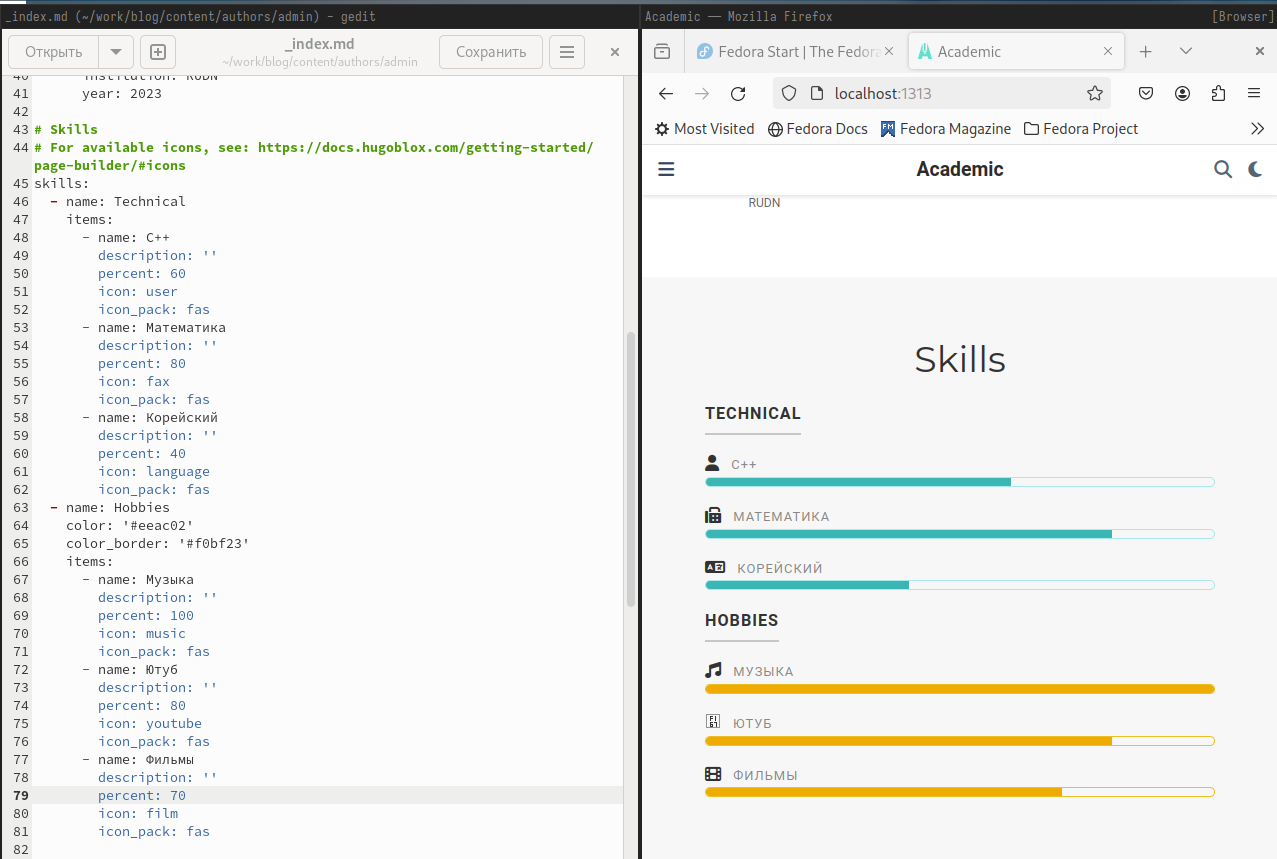 _index.md (~/work/blog/content/authors/admin) - gedit
Открыть
_index.md
~/work/blog/content/authors/admin
Сохранить
40 institution: RUDN
41 year: 2023
42
43 # Skills
44 # For available icons, see: https://docs.hugoblox.com/getting-started/
page-builder/#icons
45 skills:
46 - name: Technical
47 items:
48 - name: C++
49 description: ''
50 percent: 60
51 icon: user
52 icon_pack: fas
53 - name: Математика
54 description: ''
55 percent: 80
56 icon: fax
57 icon_pack: fas
58 - name: Корейский
59 description: ''
60 percent: 40
61 icon: language
62 icon_pack: fas
63 - name: Hobbies
64 color: '#eeac02'
65 color_border: '#f0bf23'
66 items:
67 - name: Музыка
68 description: ''
69 percent: 100
70 icon: music
71 icon_pack: fas
72 - name: Ютуб
73 description: ''
74 percent: 80
75 icon: youtube
76 icon_pack: fas
77 - name: Фильмы
78 description: ''
79 percent: 70
80 icon: film
81 icon_pack: fas
82
Academic — Mozilla Firefox [Browser]
Fedora Start | The Fedora
Academic
localhost:1313
Most Visited Fedora Docs Fedora Magazine Fedora Project
Academic
RUDN
Skills
TECHNICAL
C++
МАТЕМАТИКА
КОРЕЙСКИЙ
HOBBIES
МУЗЫКА
ЮТУБ
ФИЛЬМЫ